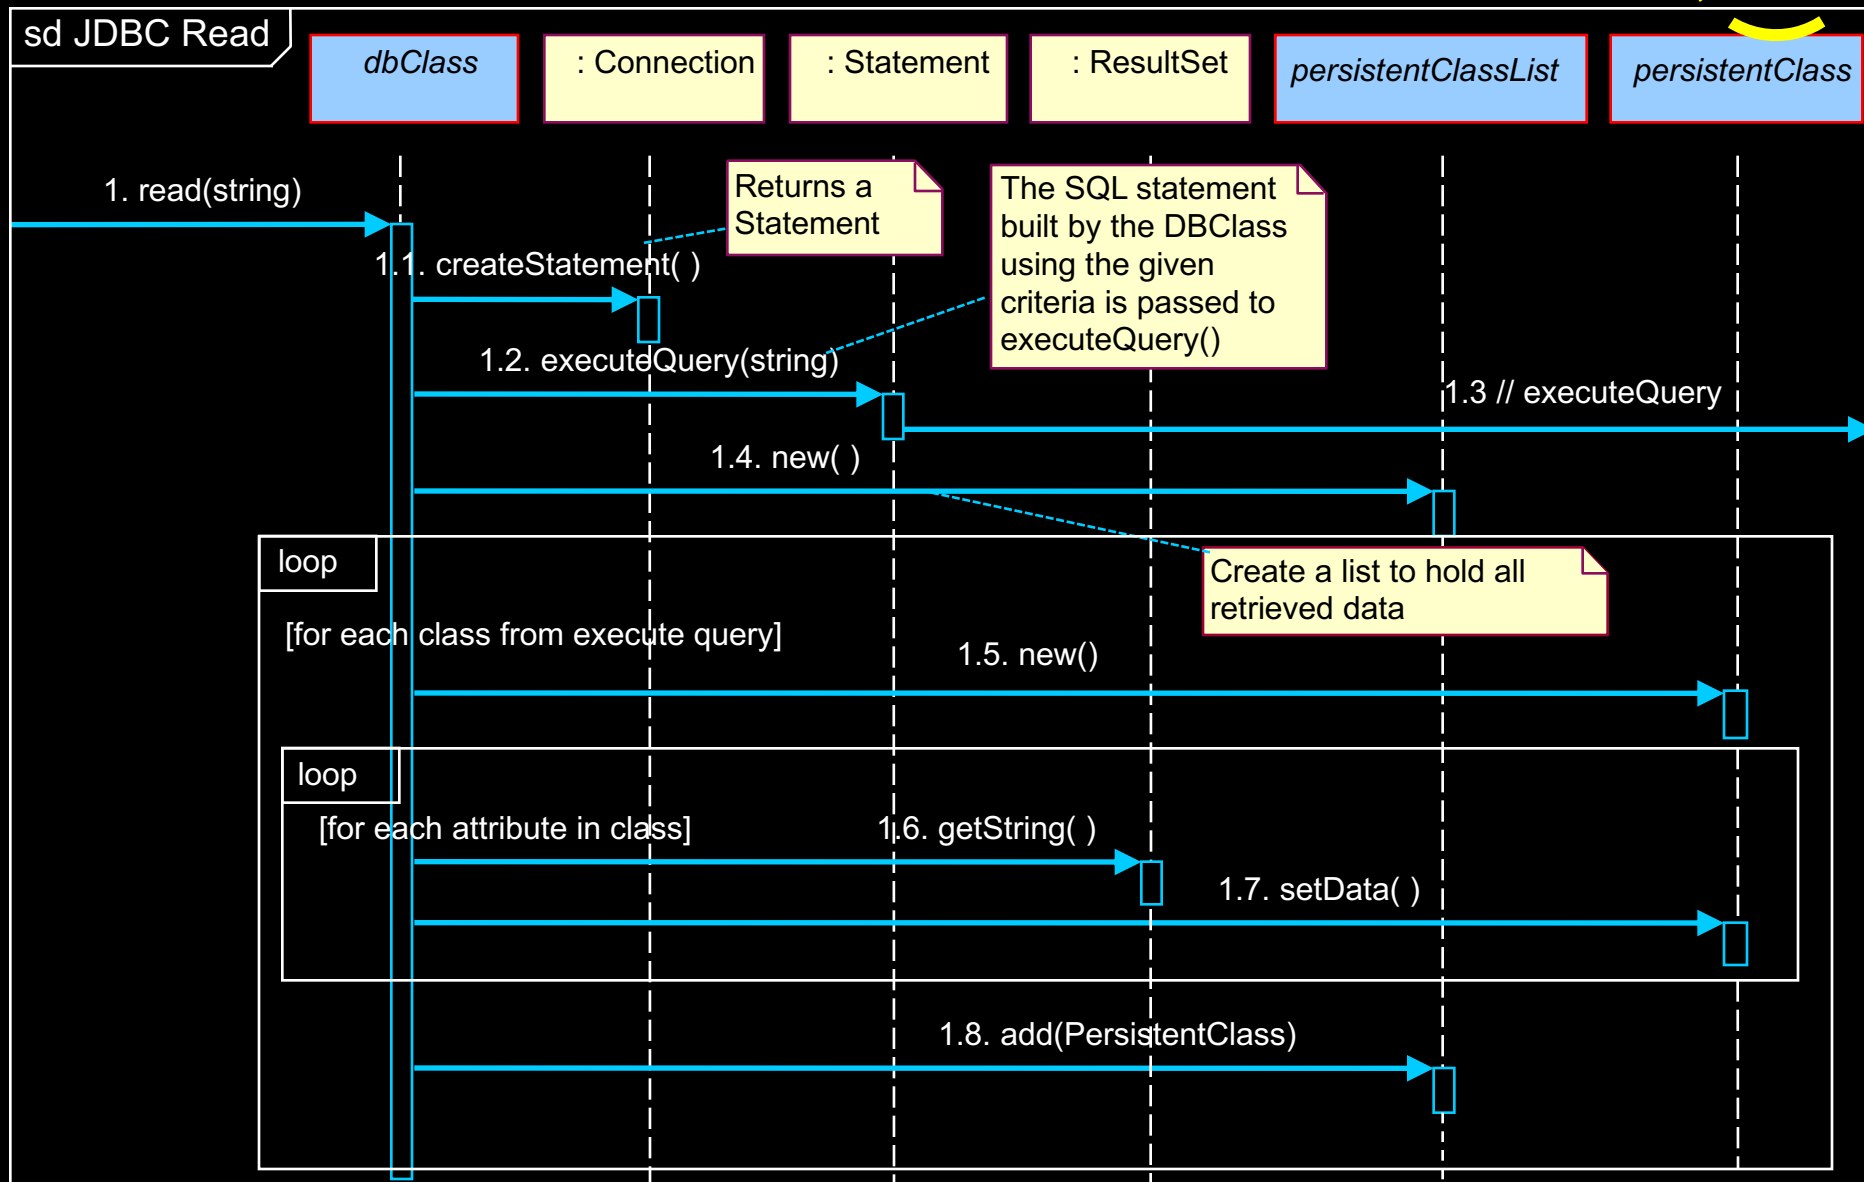 sd JDBC Read
dbClass
: Connection
: Statement
: ResultSet
persistentClassList
persistentClass
1. read(string)
Returns a
Statement
The SQL statement
built by the DBClass
using the given
criteria is passed to
executeQuery()
1.1. createStatement( )
1.2. executeQuery(string)
1.3 // executeQuery
1.4. new( )
loop
Create a list to hold all
retrieved data
[for each class from execute query]
1.5. new()
loop
[for each attribute in class]
1.6. getString( )
1.7. setData( )
1.8. add(PersistentClass)